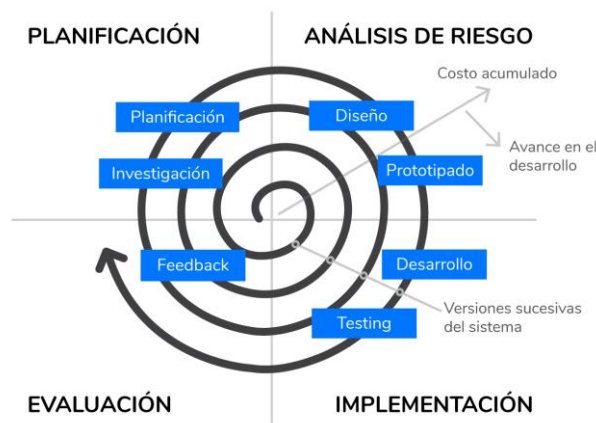 PLANIFICACIÓN
ANÁLISIS DE RIESGO
Costo acumulado
Planificación
Diseño
Avance en el
desarrollo
Investigación
Prototipado
Feedback
Desarrollo
Versiones sucesivas
del sistema
Testing
EVALUACIÓN
IMPLEMENTACIÓN